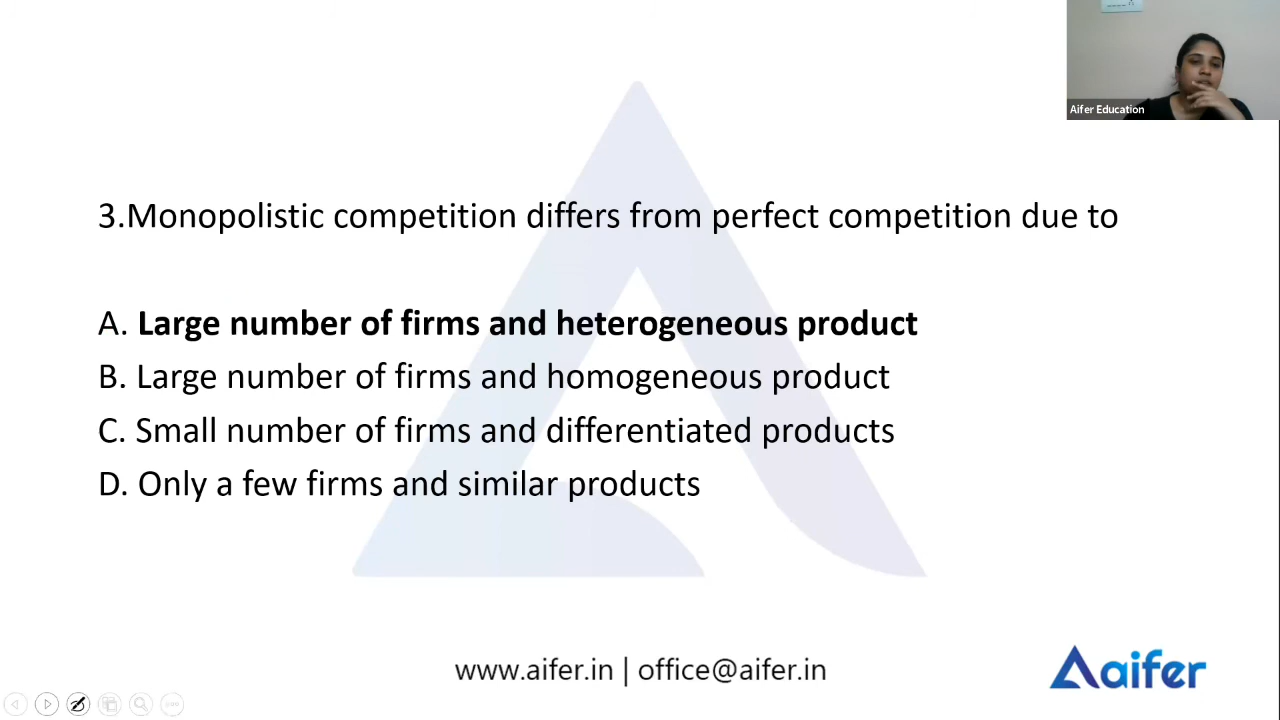 Aifer Education
3.Monopolistic competition differs from perfect competition due to
A. Large number of firms and heterogeneous product
B. Large number of firms and homogeneous product
C. Small number of firms and differentiated products
D. Only a few firms and similar products
www.aifer.in | office@aifer.in
aifer